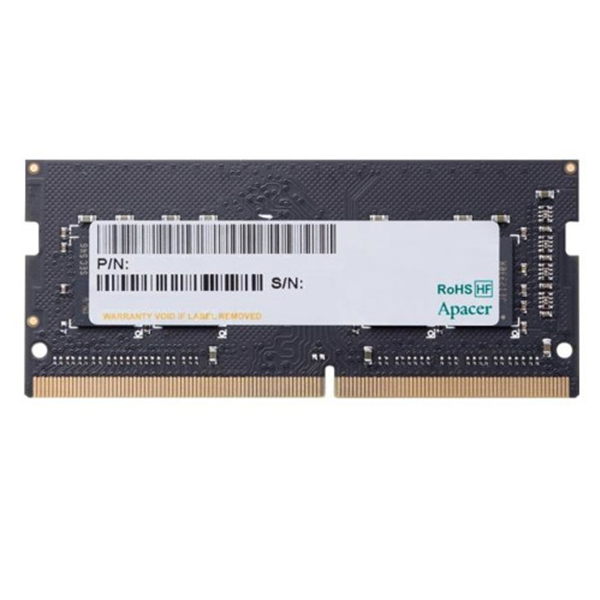 P/N:
S/N:
RoHS HF
Apacer
WARRANTY VOID IF LABEL REMOVED